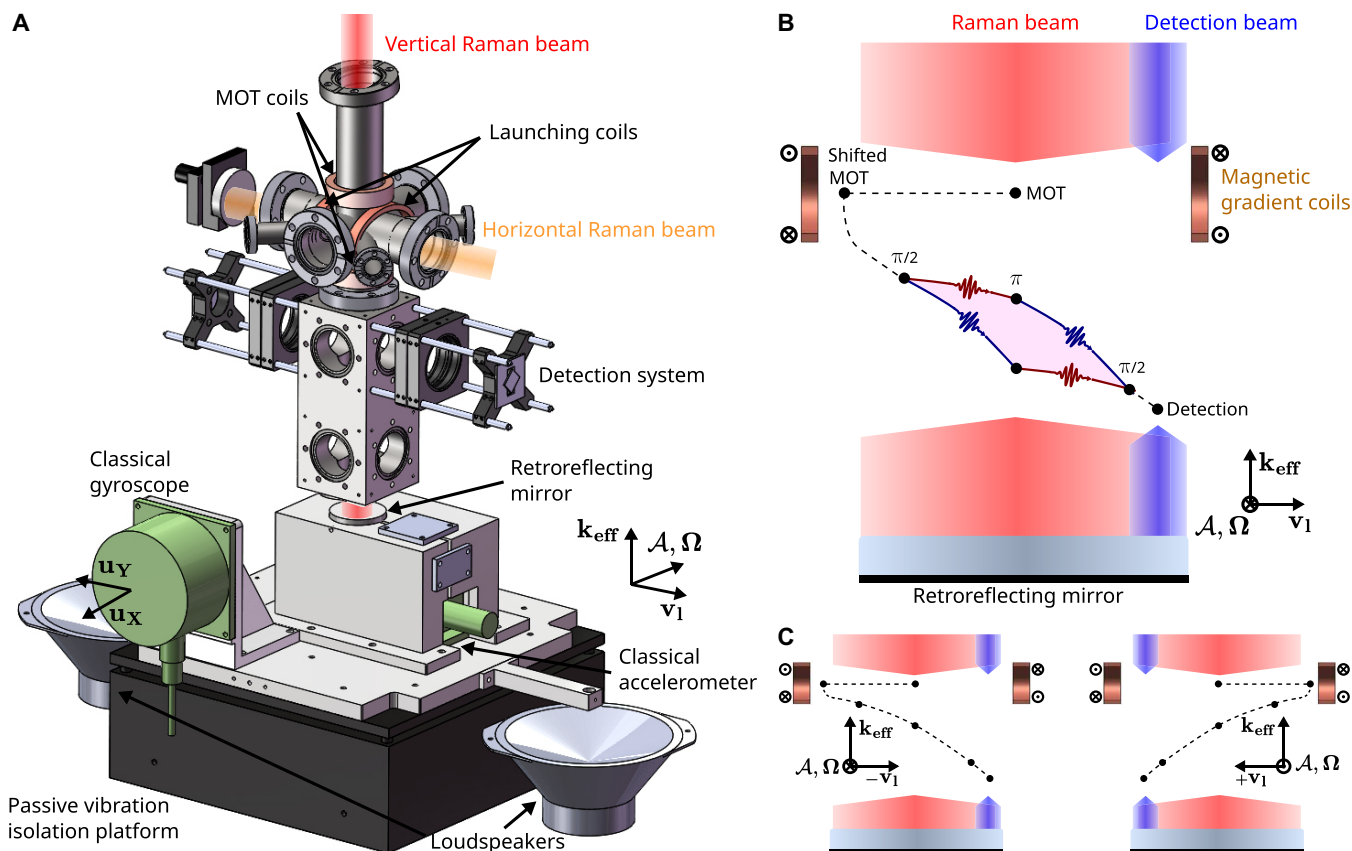 A
Vertical Raman beam
MOT coils
Launching coils
Horizontal Raman beam
Detection system
Classical
gyroscope
Retroreflecting
mirror
k_eff
𝒜, Ω
v_l
u_Y
u_X
Classical
accelerometer
Passive vibration
isolation platform
Loudspeakers
B
Raman beam
Detection beam
Shifted
MOT
MOT
Magnetic
gradient coils
π/2
π
π/2
Detection
k_eff
𝒜, Ω
v_l
Retroreflecting mirror
C
k_eff
𝒜, Ω
−v_l
k_eff
+v_l
𝒜, Ω